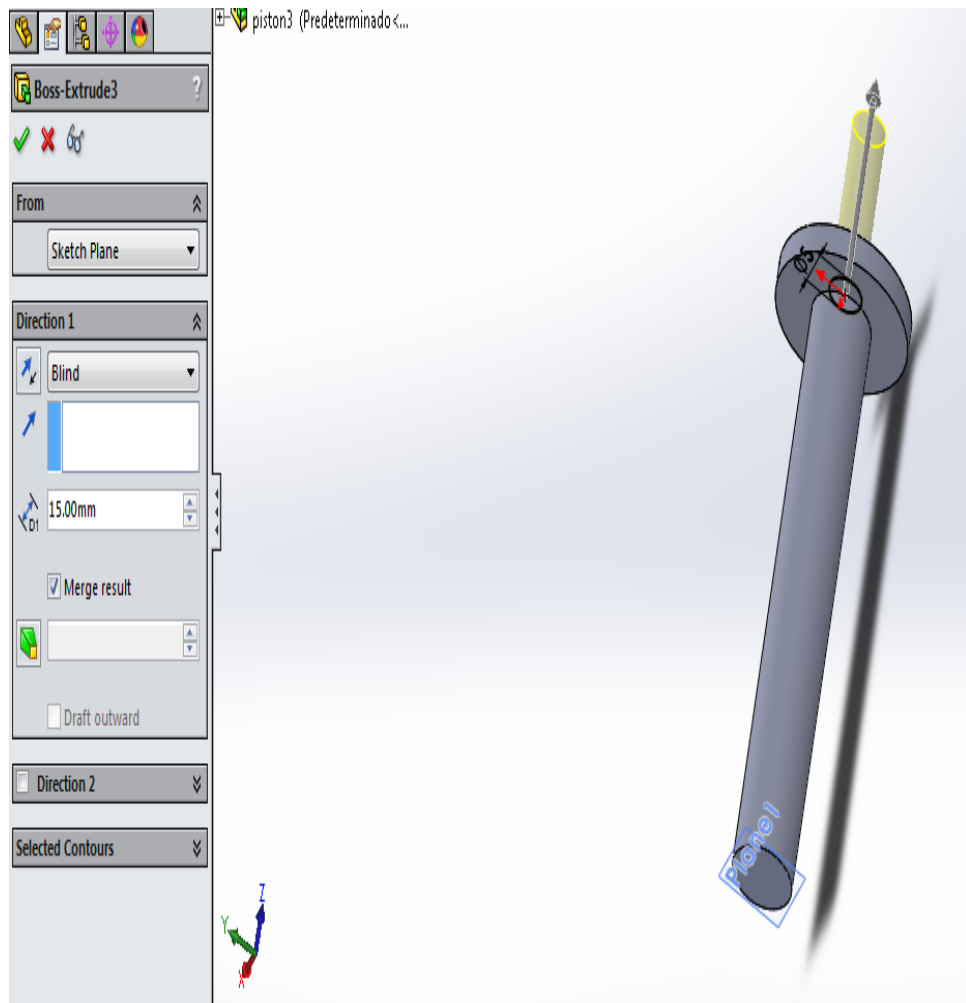 piston3 (Predeterminado<...
Boss-Extrude3 ?
From
Sketch Plane
Direction 1
Blind
D1 15.00mm
Merge result
Draft outward
Direction 2
Selected Contours
Ø5
Plane1
Z
Y
X